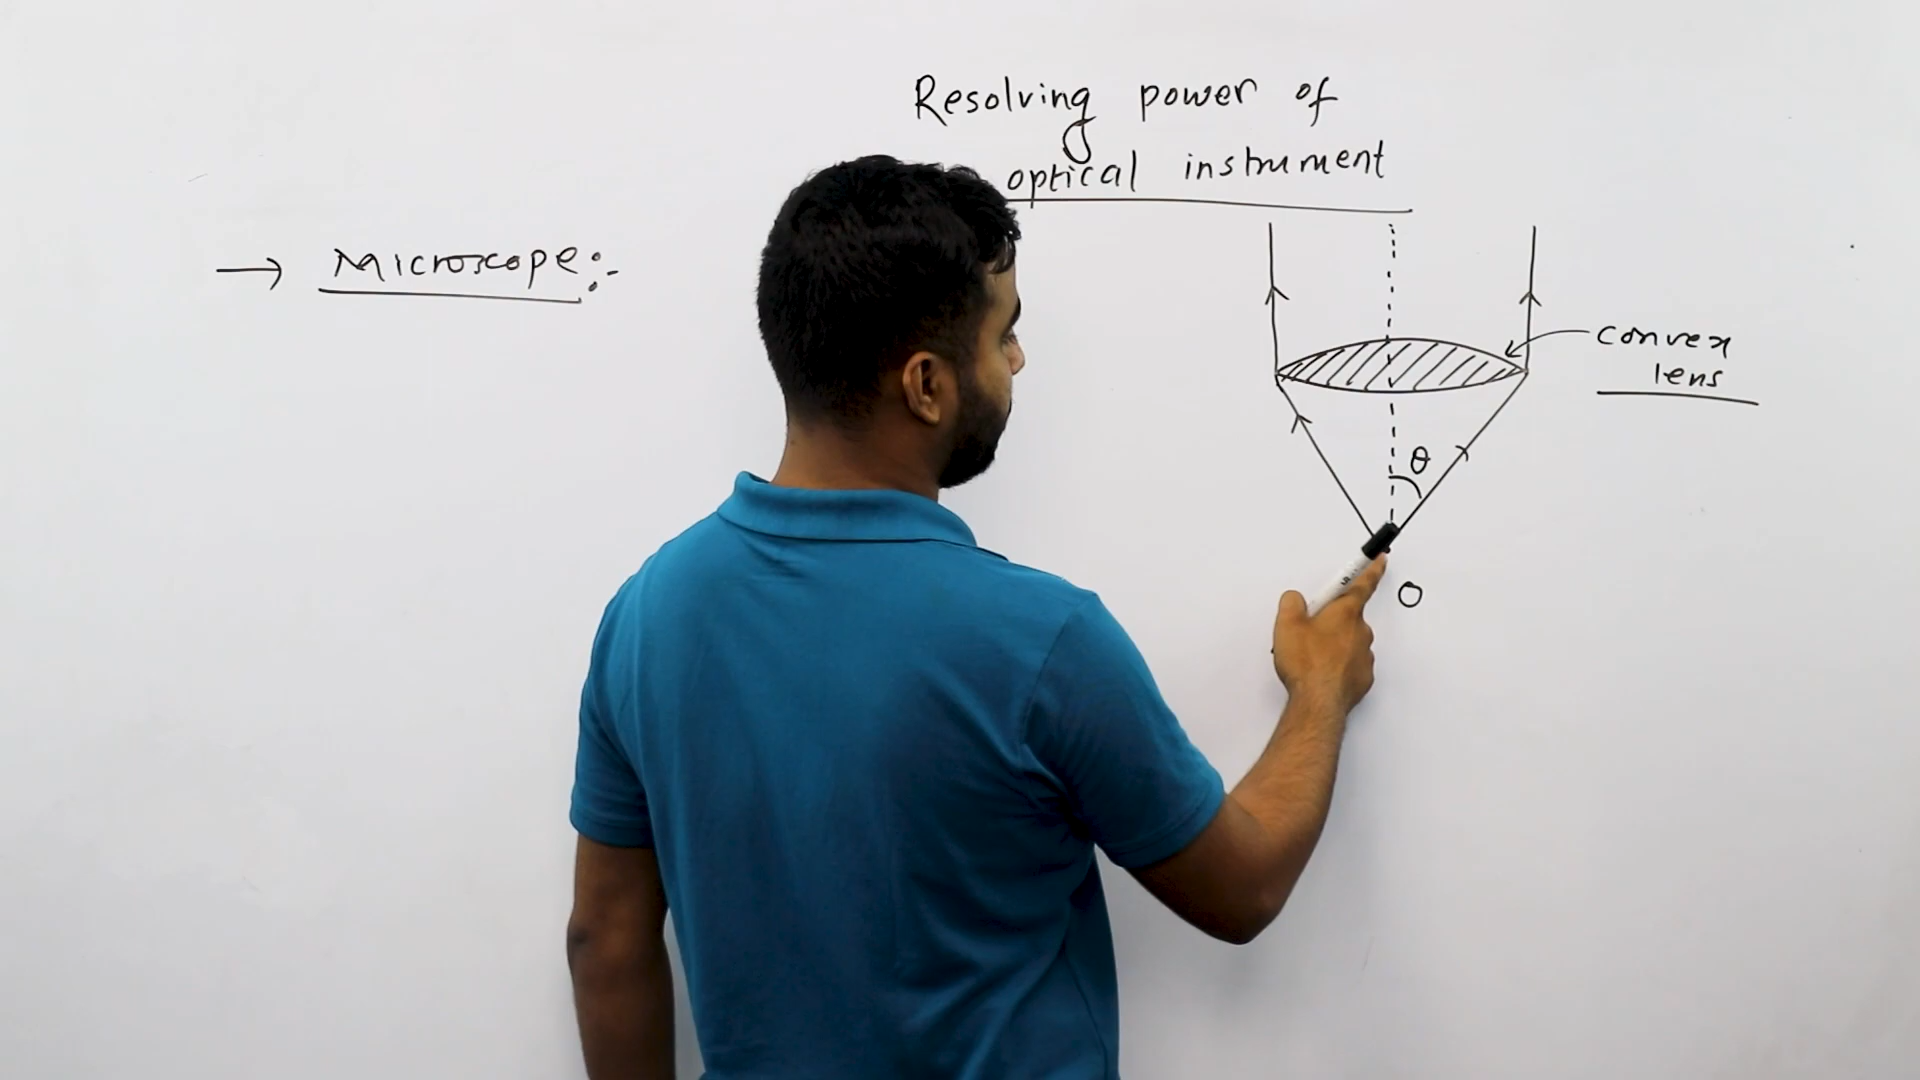 Resolving power of
optical instrument
→ Microscope:-
convex
lens
θ
O